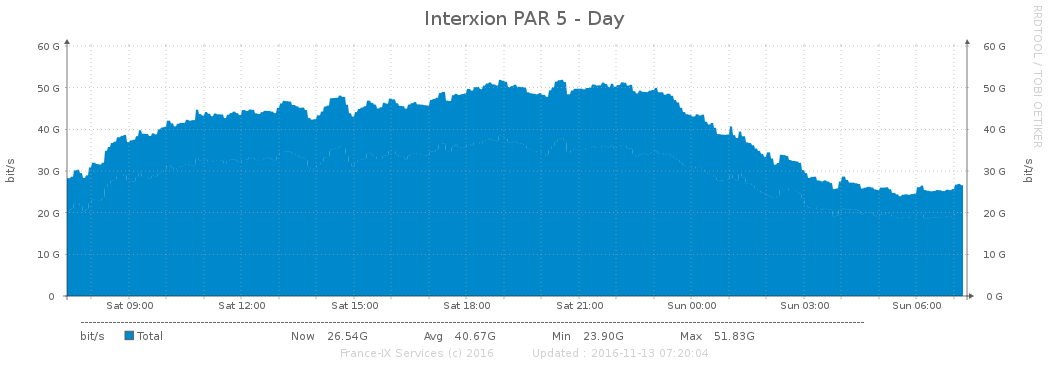 Interxion PAR 5 - Day
RRDTOOL / TOBI OETIKER
60 G 60 G
50 G 50 G
40 G 40 G
30 G 30 G
20 G 20 G
10 G 10 G
0 0 G
bit/s bit/s
Sat 09:00 Sat 12:00 Sat 15:00 Sat 18:00 Sat 21:00 Sun 00:00 Sun 03:00 Sun 06:00
bit/s Total Now 26.54G Avg 40.67G Min 23.90G Max 51.83G
France-IX Services (c) 2016 Updated : 2016-11-13 07:20:04